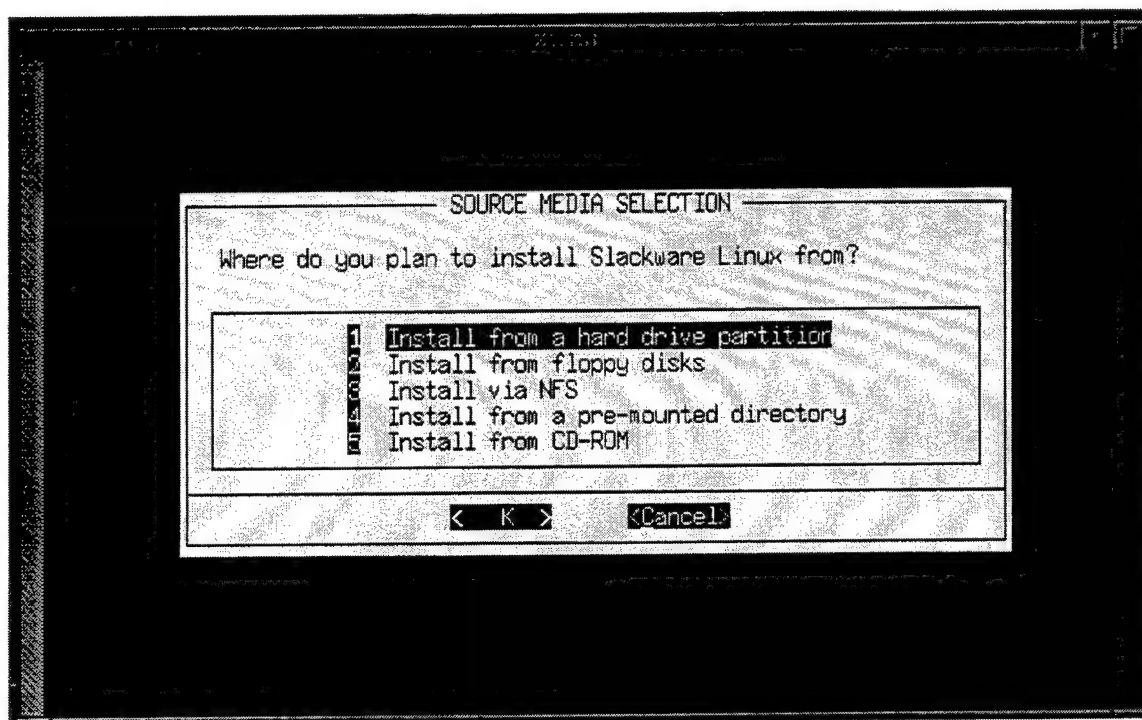 SOURCE MEDIA SELECTION
Where do you plan to install Slackware Linux from?
1 Install from a hard drive partition
2 Install from floppy disks
3 Install via NFS
4 Install from a pre-mounted directory
5 Install from CD-ROM
< K > <Cancel>